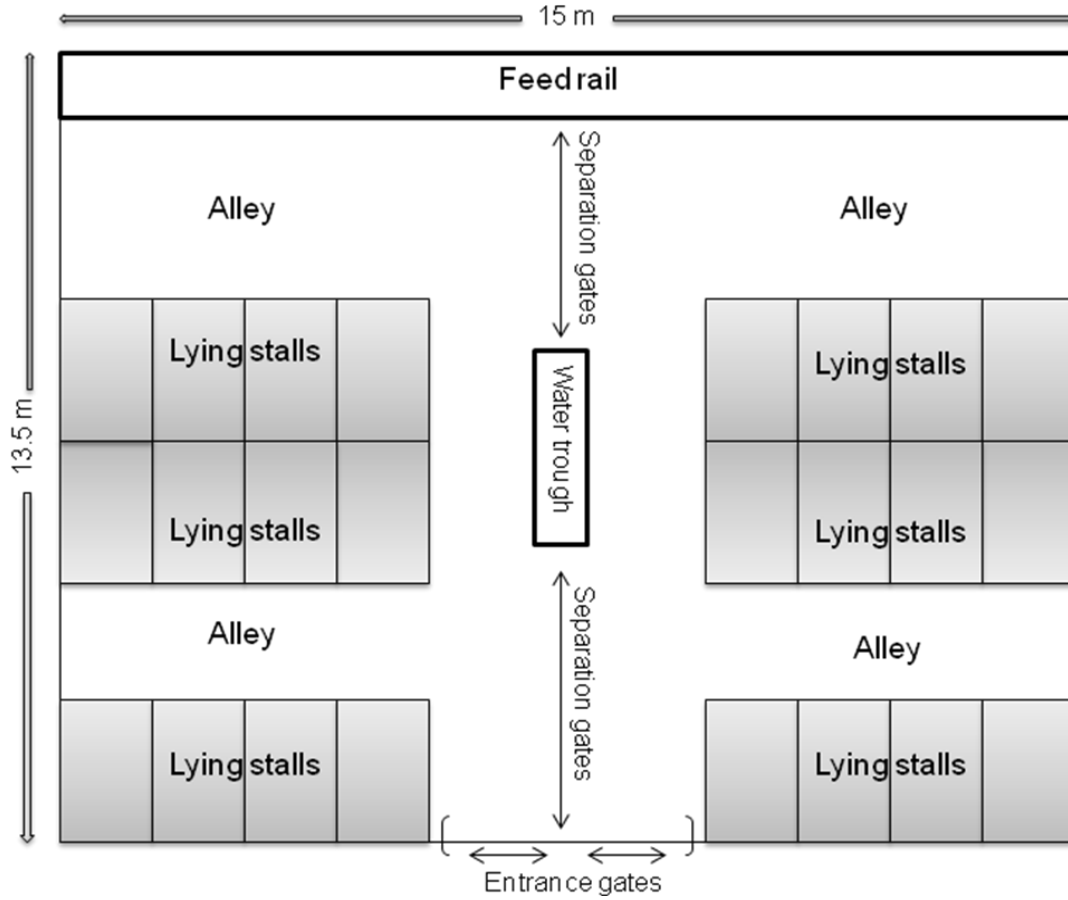 15 m
Feed rail
Separation gates
Alley
Alley
13.5 m
Lying stalls
Lying stalls
Water trough
Lying stalls
Lying stalls
Separation gates
Alley
Alley
Lying stalls
Lying stalls
Entrance gates